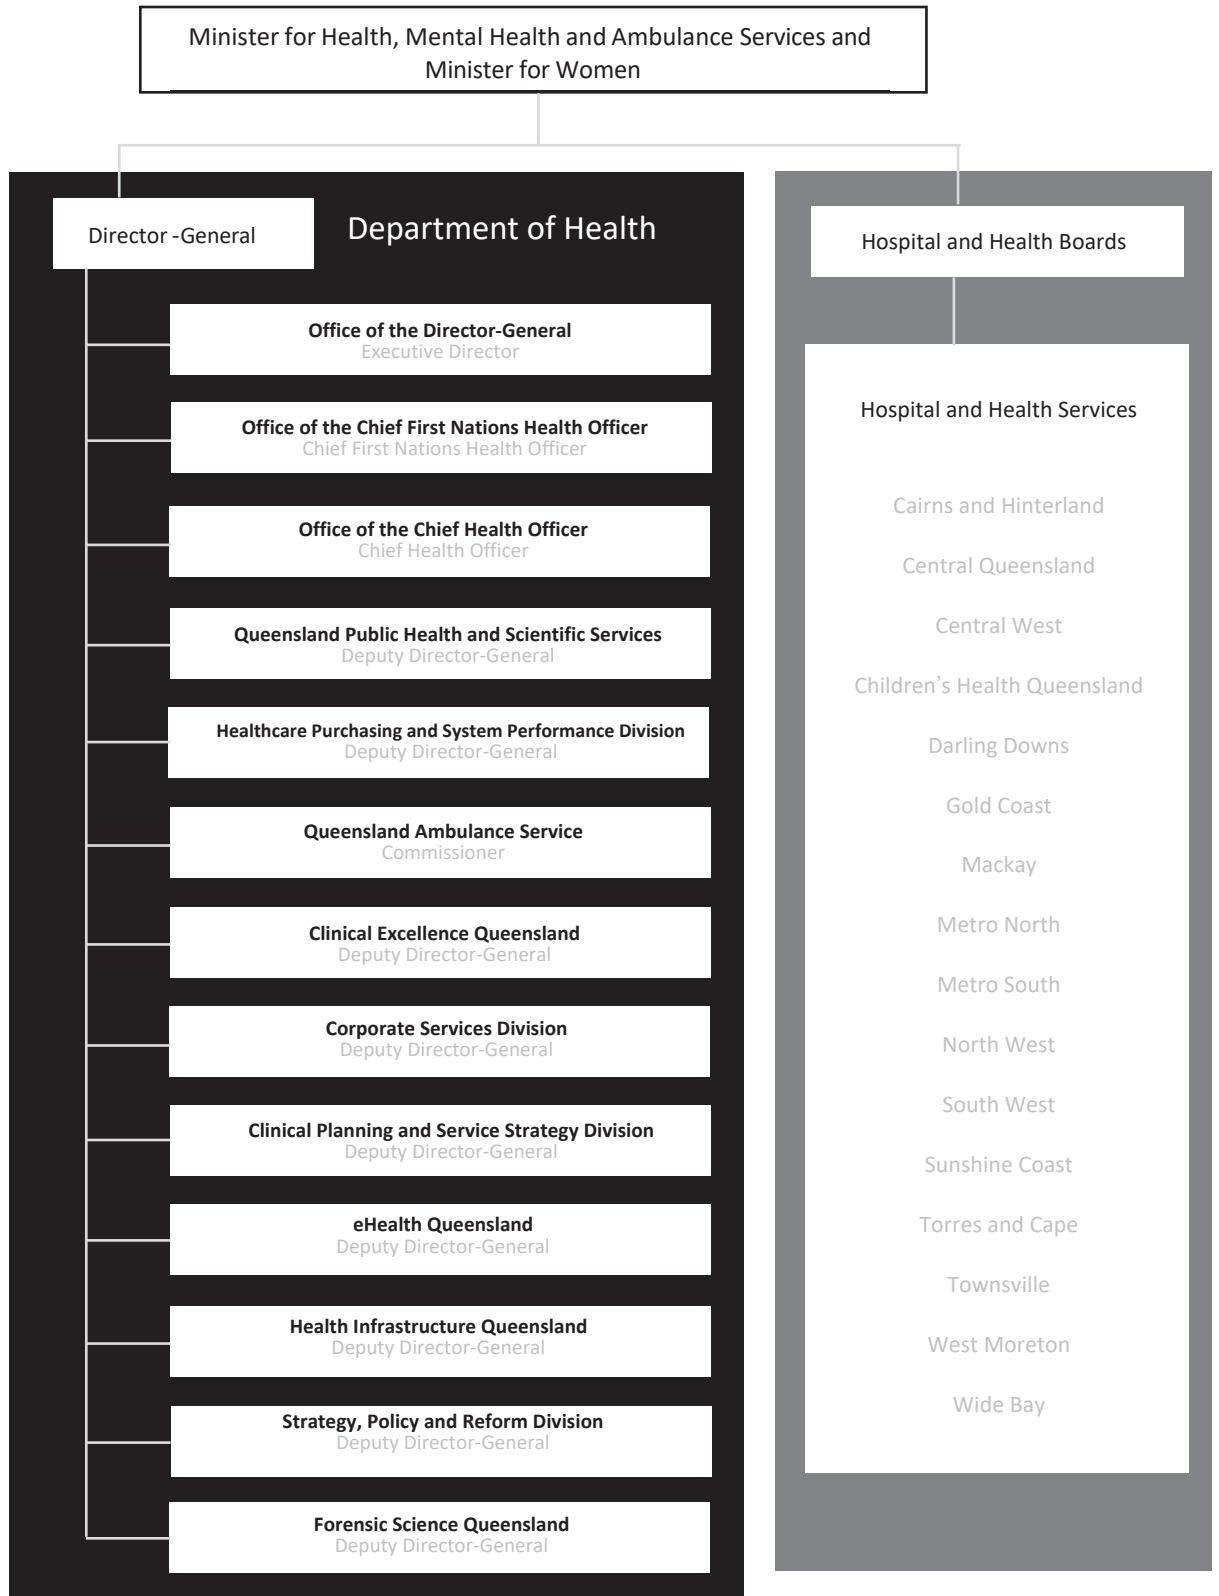 Minister for Health, Mental Health and Ambulance Services and
Minister for Women
Director -General
Department of Health
Office of the Director-General
Executive Director
Office of the Chief First Nations Health Officer
Chief First Nations Health Officer
Office of the Chief Health Officer
Chief Health Officer
Queensland Public Health and Scientific Services
Deputy Director-General
Healthcare Purchasing and System Performance Division
Deputy Director-General
Queensland Ambulance Service
Commissioner
Clinical Excellence Queensland
Deputy Director-General
Corporate Services Division
Deputy Director-General
Clinical Planning and Service Strategy Division
Deputy Director-General
eHealth Queensland
Deputy Director-General
Health Infrastructure Queensland
Deputy Director-General
Strategy, Policy and Reform Division
Deputy Director-General
Forensic Science Queensland
Deputy Director-General
Hospital and Health Boards
Hospital and Health Services
Cairns and Hinterland
Central Queensland
Central West
Children’s Health Queensland
Darling Downs
Gold Coast
Mackay
Metro North
Metro South
North West
South West
Sunshine Coast
Torres and Cape
Townsville
West Moreton
Wide Bay